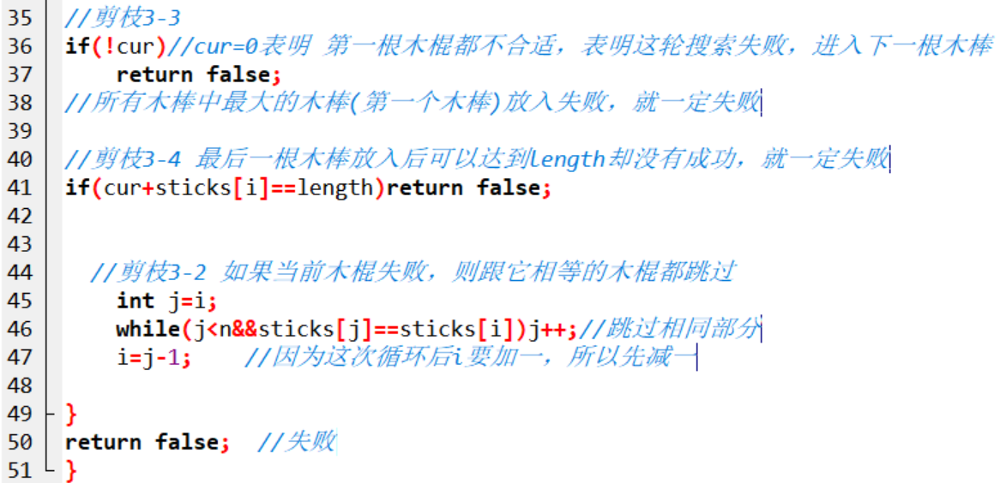 35 //剪枝3-3
36 if(!cur)//cur=0表明 第一根木棍都不合适，表明这轮搜索失败，进入下一根木棒
37 return false;
38 //所有木棒中最大的木棒(第一个木棒)放入失败，就一定失败
39
40 //剪枝3-4 最后一根木棒放入后可以达到length却没有成功，就一定失败
41 if(cur+sticks[i]==length)return false;
42
43
44 //剪枝3-2 如果当前木棍失败，则跟它相等的木棍都跳过
45 int j=i;
46 while(j<n&&sticks[j]==sticks[i])j++;//跳过相同部分
47 i=j-1; //因为这次循环后i要加一，所以先减一
48
49 }
50 return false; //失败
51 }